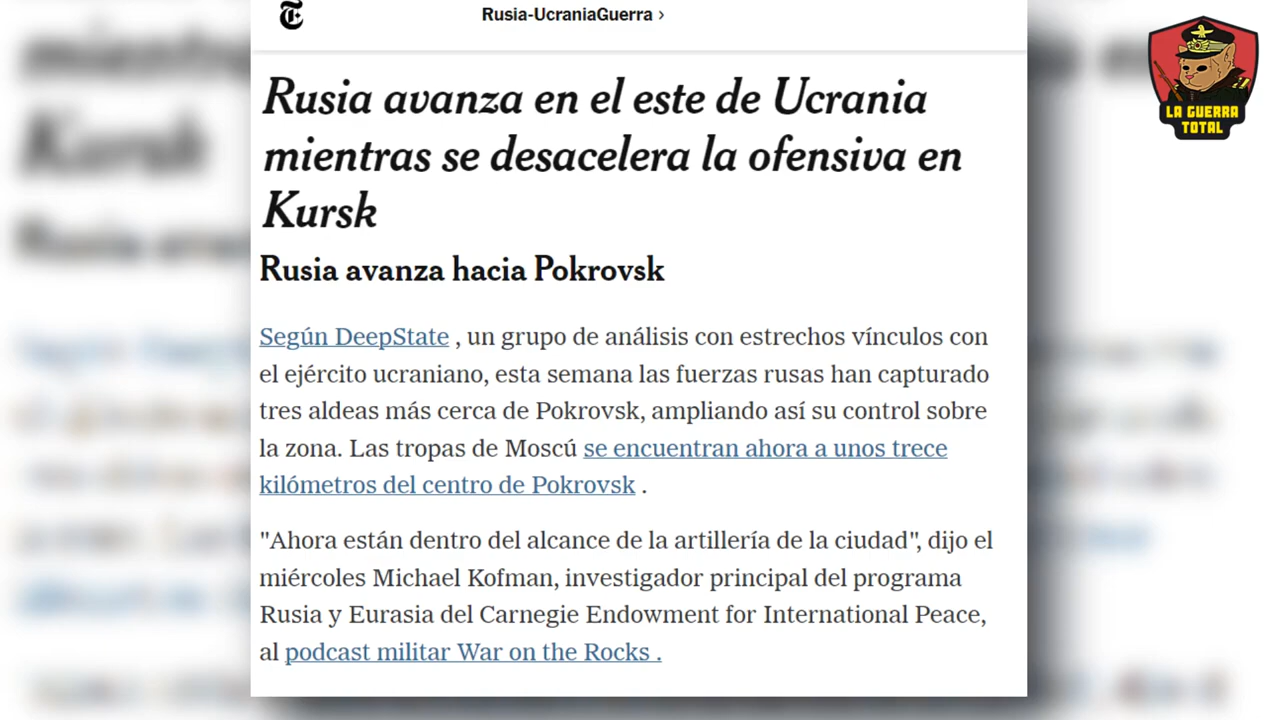 Rusia-UcraniaGuerra ›
Rusia avanza en el este de Ucrania
mientras se desacelera la ofensiva en
Kursk
Rusia avanza hacia Pokrovsk
Según DeepState , un grupo de análisis con estrechos vínculos con
el ejército ucraniano, esta semana las fuerzas rusas han capturado
tres aldeas más cerca de Pokrovsk, ampliando así su control sobre
la zona. Las tropas de Moscú se encuentran ahora a unos trece
kilómetros del centro de Pokrovsk .
"Ahora están dentro del alcance de la artillería de la ciudad", dijo el
miércoles Michael Kofman, investigador principal del programa
Rusia y Eurasia del Carnegie Endowment for International Peace,
al podcast militar War on the Rocks .
LA GUERRA
TOTAL